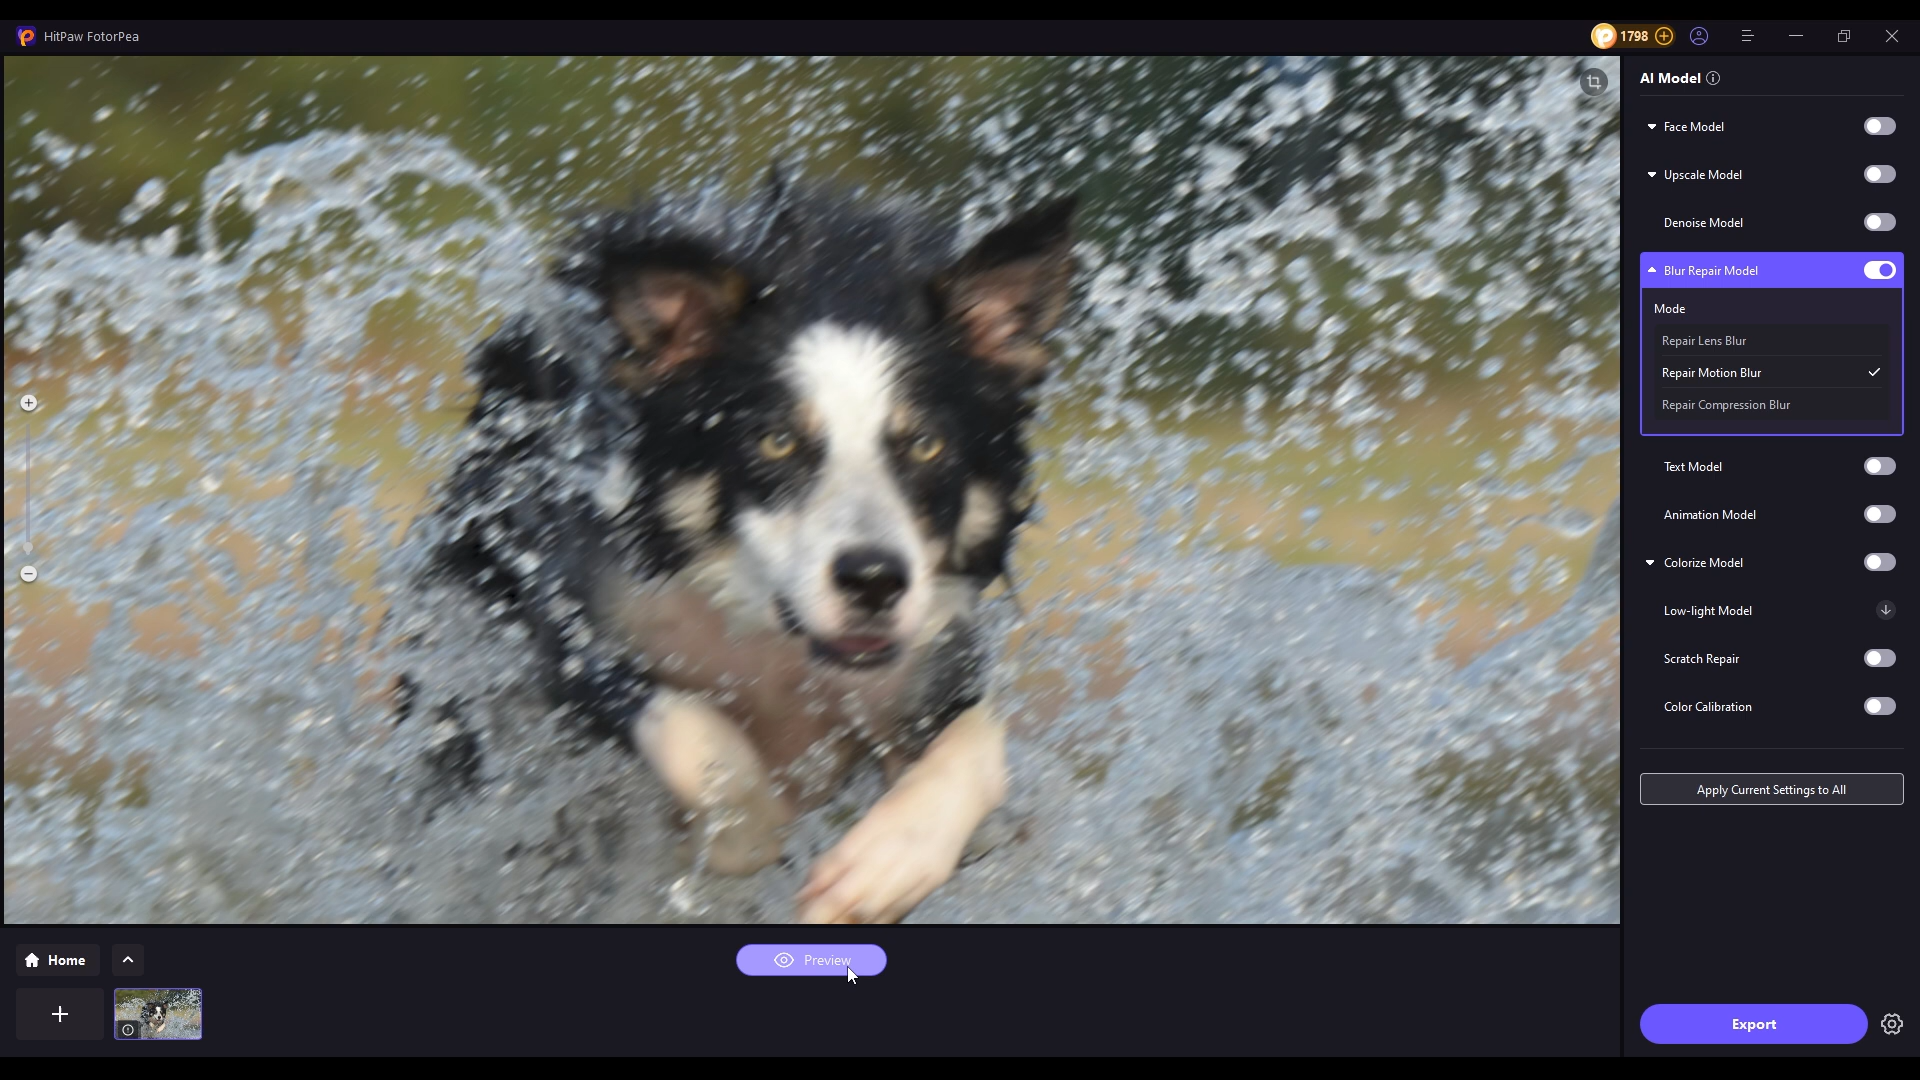 HitPaw FotorPea
1798
AI Model
Face Model
Upscale Model
Denoise Model
Blur Repair Model
Mode
Repair Lens Blur
Repair Motion Blur
Repair Compression Blur
Text Model
Animation Model
Colorize Model
Low-light Model
Scratch Repair
Color Calibration
Apply Current Settings to All
Home
Preview
Export